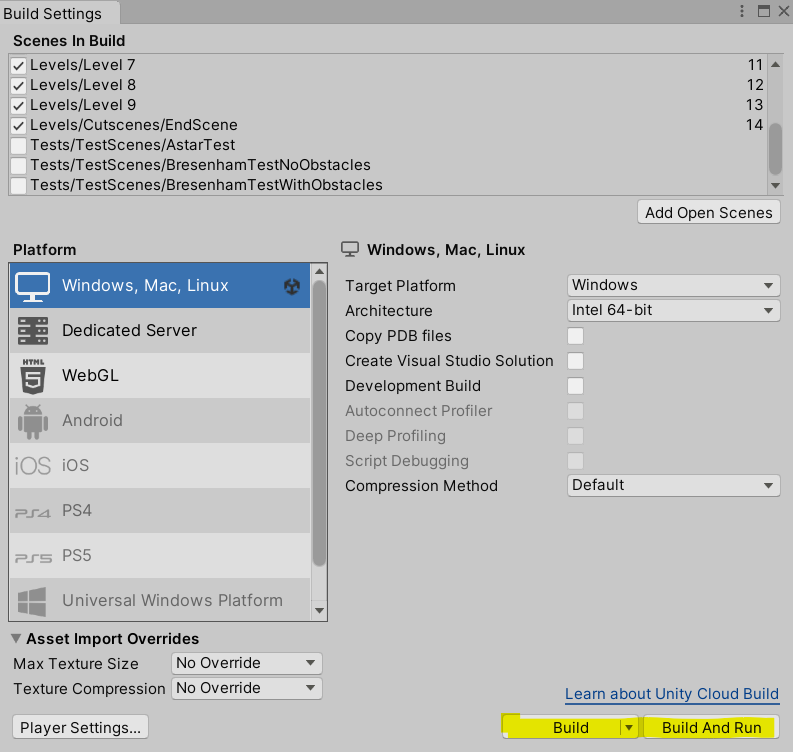 Build Settings
Scenes In Build
Levels/Level 7 11
Levels/Level 8 12
Levels/Level 9 13
Levels/Cutscenes/EndScene 14
Tests/TestScenes/AstarTest
Tests/TestScenes/BresenhamTestNoObstacles
Tests/TestScenes/BresenhamTestWithObstacles
Add Open Scenes
Platform
Windows, Mac, Linux
Dedicated Server
HTML
5
WebGL
Android
iOS iOS
PS4 PS4
PS5 PS5
Universal Windows Platform
Windows, Mac, Linux
Target Platform Windows
Architecture Intel 64-bit
Copy PDB files
Create Visual Studio Solution
Development Build
Autoconnect Profiler
Deep Profiling
Script Debugging
Compression Method Default
Asset Import Overrides
Max Texture Size No Override
Texture Compression No Override
Learn about Unity Cloud Build
Player Settings... Build Build And Run